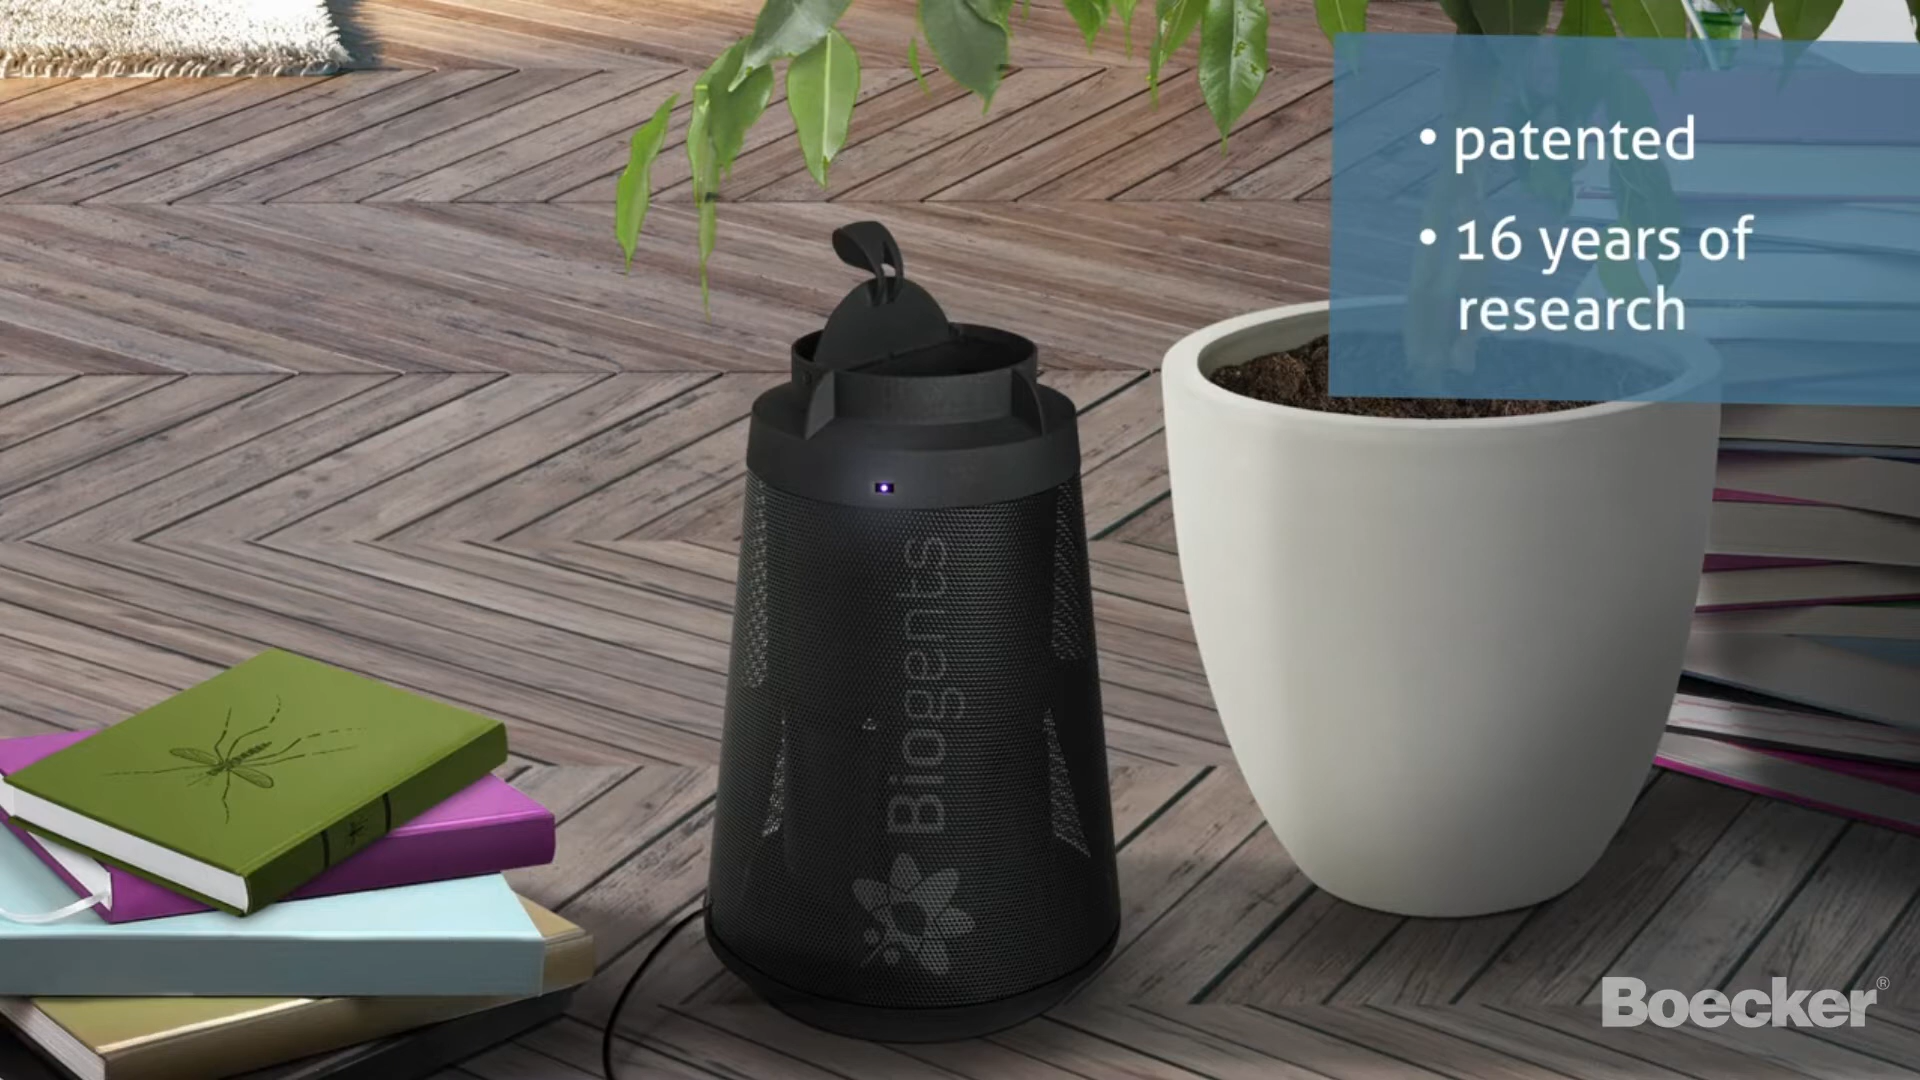 • patented
• 16 years of
research
Biogents
Boecker®